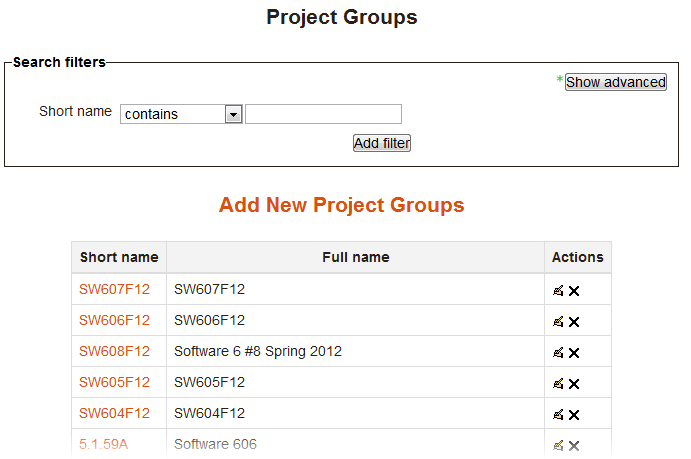 Project Groups
Search filters
* Show advanced
Short name contains
Add filter
Add New Project Groups
Short name Full name Actions
SW607F12 SW607F12
SW606F12 SW606F12
SW608F12 Software 6 #8 Spring 2012
SW605F12 SW605F12
SW604F12 SW604F12
5.1.59A Software 606